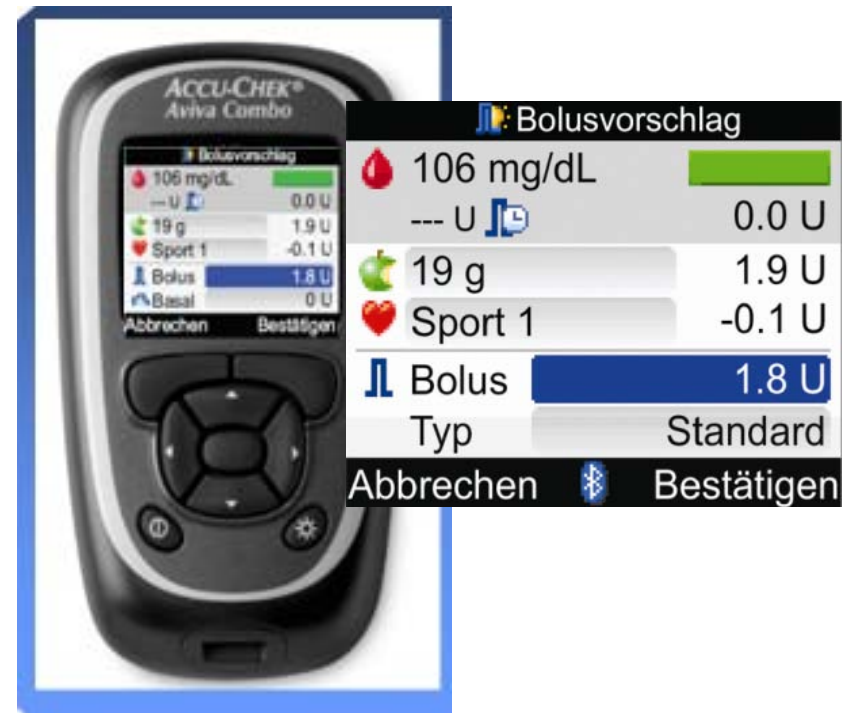 ACCU-CHEK®
Aviva Combo
Bolusvorschlag
106 mg/dL
--- U 0.0 U
19 g 1.9 U
Sport 1 -0.1 U
Bolus 1.8 U
Basal 0 U
Abbrechen Bestätigen
Bolusvorschlag
106 mg/dL
--- U 0.0 U
19 g 1.9 U
Sport 1 -0.1 U
Bolus 1.8 U
Typ Standard
Abbrechen Bestätigen